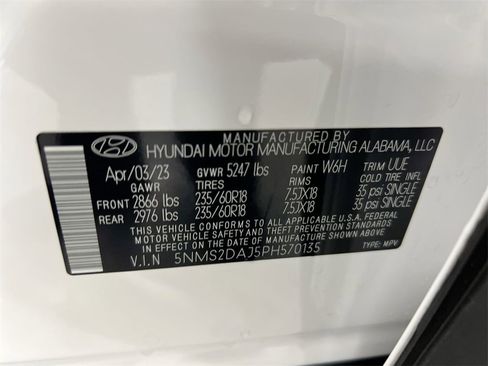 MANUFACTURED BY
HYUNDAI MOTOR MANUFACTURING ALABAMA, LLC
Apr/03/23 GVWR 5247 lbs PAINT W6H TRIM UUE
GAWR TIRES RIMS COLD TIRE INFL
FRONT 2866 lbs 235/60R18 7.5JX18 35 psi SINGLE
REAR 2976 lbs 235/60R18 7.5JX18 35 psi SINGLE
THIS VEHICLE CONFORMS TO ALL APPLICABLE U.S.A. FEDERAL
MOTOR VEHICLE SAFETY, BUMPER, AND THEFT PREVENTION STANDARDS
IN EFFECT ON THE DATE OF MANUFACTURE SHOWN ABOVE.
V.I.N 5NMS2DAJ5PH570135 TYPE: MPV